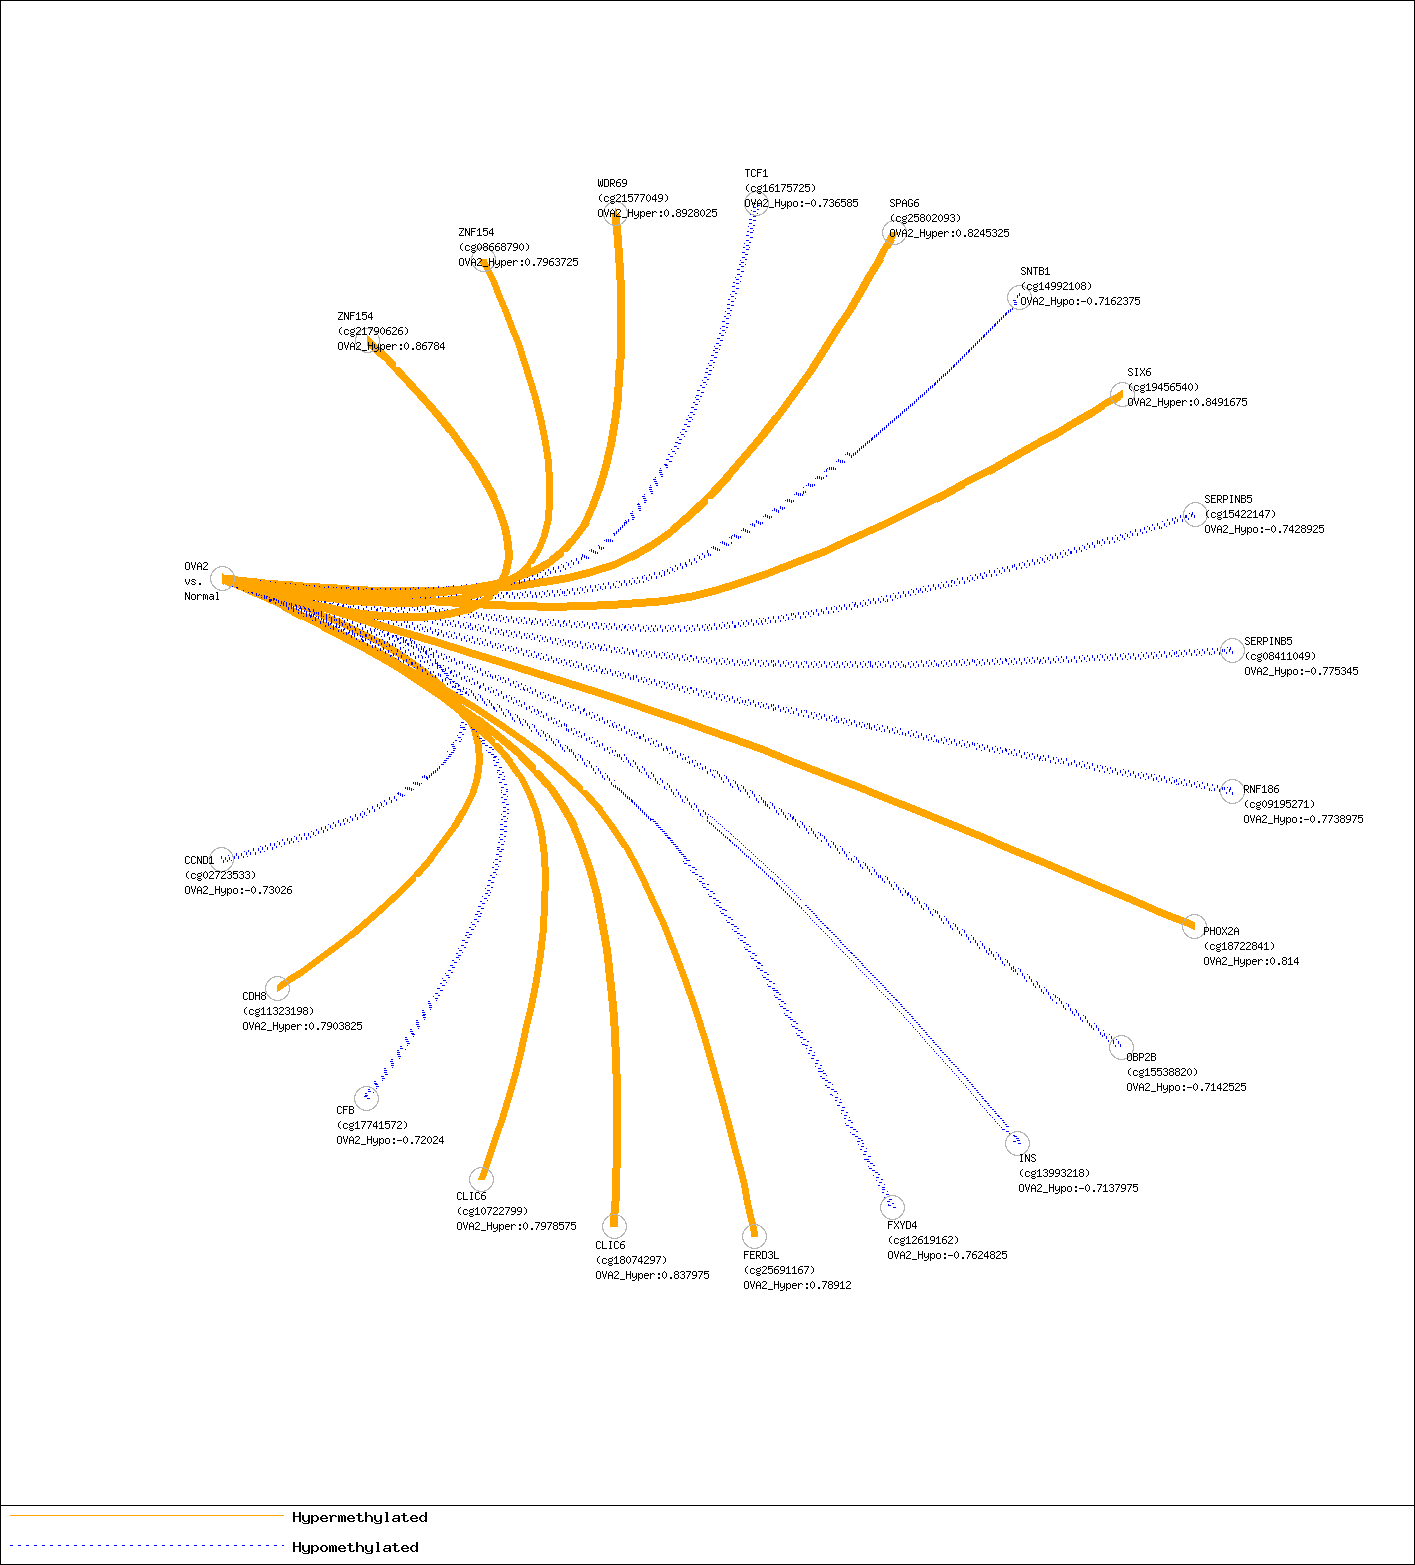 TCF1
(cg16175725)
OVA2_Hypo:-0.736585
WDR69
(cg21577049)
OVA2_Hyper:0.8928025
SPAG6
(cg25802093)
OVA2_Hyper:0.8245325
ZNF154
(cg08668790)
OVA2_Hyper:0.7963725
SNTB1
(cg14992108)
OVA2_Hypo:-0.7162375
ZNF154
(cg21790626)
OVA2_Hyper:0.86784
SIX6
(cg19456540)
OVA2_Hyper:0.8491675
SERPINB5
(cg15422147)
OVA2_Hypo:-0.7428925
OVA2
vs.
Normal
SERPINB5
(cg08411049)
OVA2_Hypo:-0.775345
RNF186
(cg09195271)
OVA2_Hypo:-0.7738975
CCND1
(cg02723533)
OVA2_Hypo:-0.73026
PHOX2A
(cg18722841)
OVA2_Hyper:0.814
CDH8
(cg11323198)
OVA2_Hyper:0.7903825
OBP2B
(cg15538820)
OVA2_Hypo:-0.7142525
CFB
(cg17741572)
OVA2_Hypo:-0.72024
INS
(cg13993218)
OVA2_Hypo:-0.7137975
CLIC6
(cg10722799)
OVA2_Hyper:0.7978575
FXYD4
(cg12619162)
OVA2_Hypo:-0.7624825
CLIC6
(cg18074297)
OVA2_Hyper:0.837975
FERD3L
(cg25691167)
OVA2_Hyper:0.78912
Hypermethylated
Hypomethylated